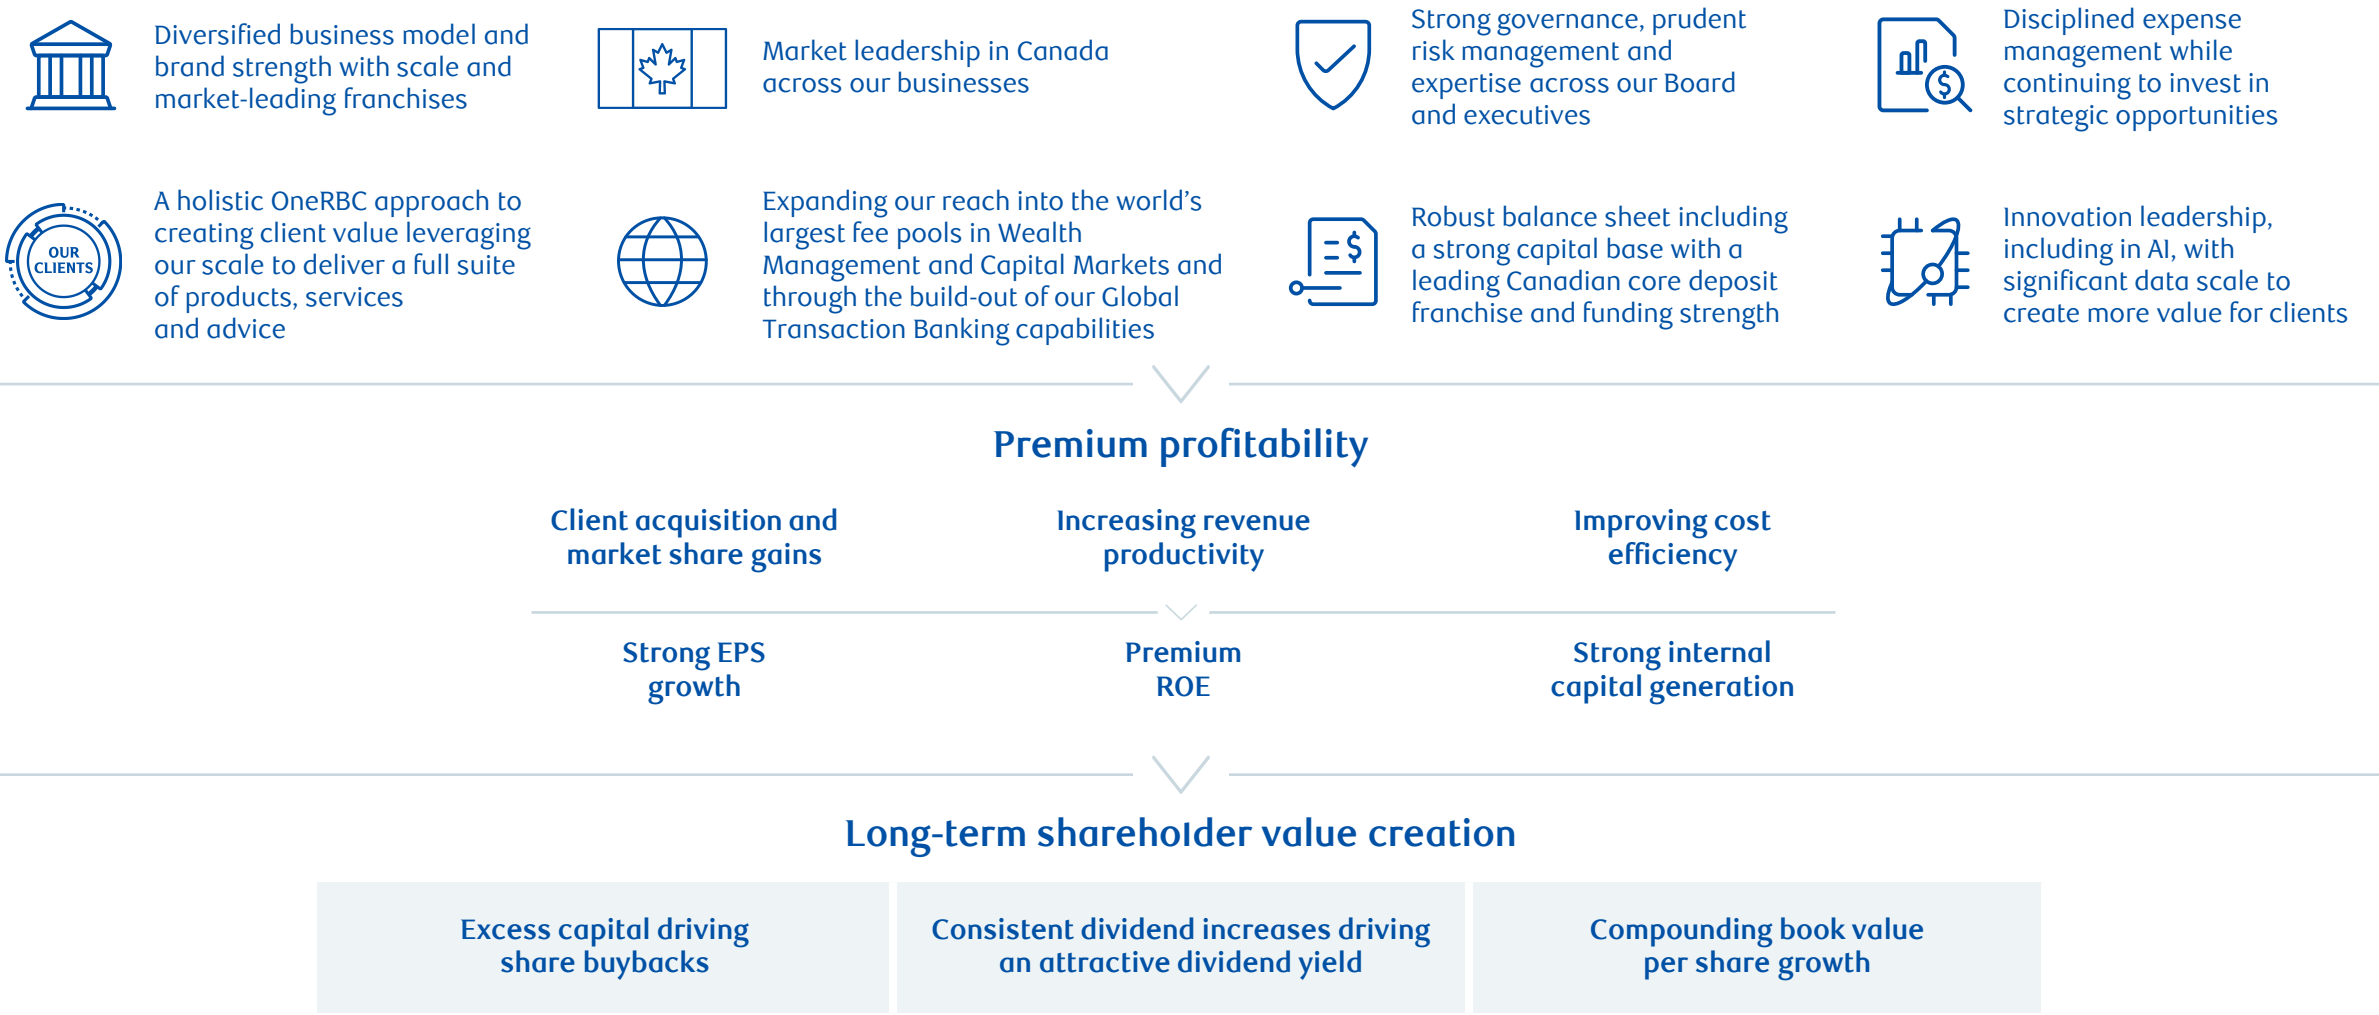 Diversified business model and
brand strength with scale and
market-leading franchises
Market leadership in Canada
across our businesses
Strong governance, prudent
risk management and
expertise across our Board
and executives
Disciplined expense
management while
continuing to invest in
strategic opportunities
OUR
CLIENTS
A holistic OneRBC approach to
creating client value leveraging
our scale to deliver a full suite
of products, services
and advice
Expanding our reach into the world's
largest fee pools in Wealth
Management and Capital Markets and
through the build-out of our Global
Transaction Banking capabilities
$
Robust balance sheet including
a strong capital base with a
leading Canadian core deposit
franchise and funding strength
$
Innovation leadership,
including in AI, with
significant data scale to
create more value for clients
Premium profitability
Client acquisition and
market share gains
Increasing revenue
productivity
Improving cost
efficiency
Strong EPS
growth
Premium
ROE
Strong internal
capital generation
Long-term shareholder value creation
Excess capital driving
share buybacks
Consistent dividend increases driving
an attractive dividend yield
Compounding book value
per share growth